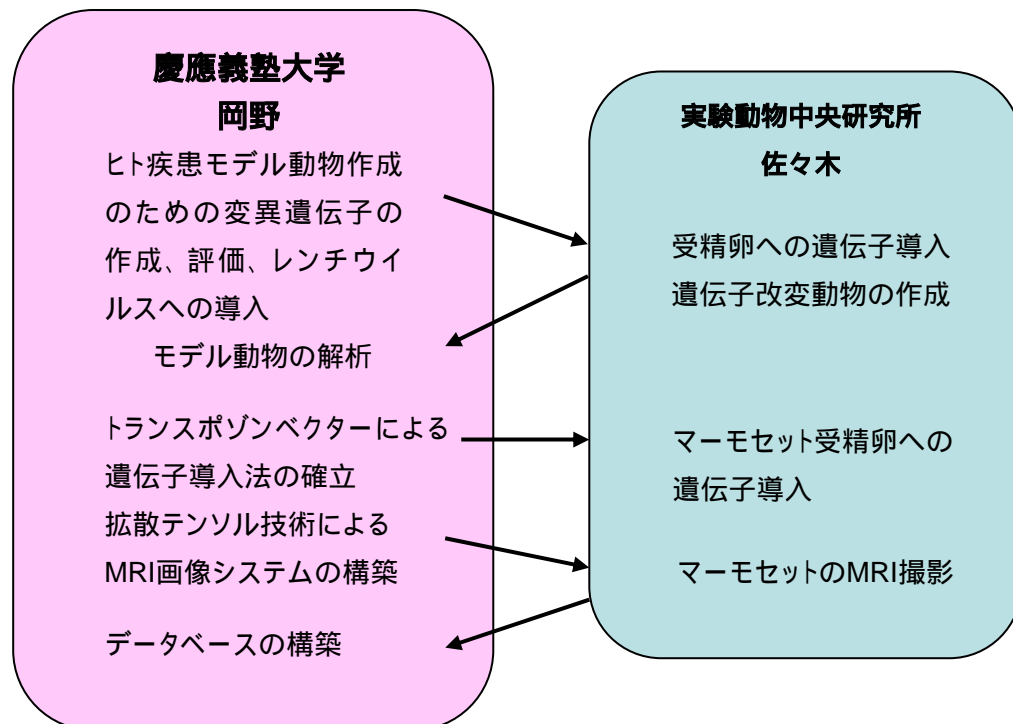 慶應義塾大学
岡野
ヒト疾患モデル動物作成
のための変異遺伝子の
作成、評価、レンチウイ
ルスへの導入
モデル動物の解析
トランスポゾンベクターによる
遺伝子導入法の確立
拡散テンソル技術による
MRI画像システムの構築
データベースの構築
実験動物中央研究所
佐々木
受精卵への遺伝子導入
遺伝子改変動物の作成
マーモセット受精卵への
遺伝子導入
マーモセットのMRI撮影